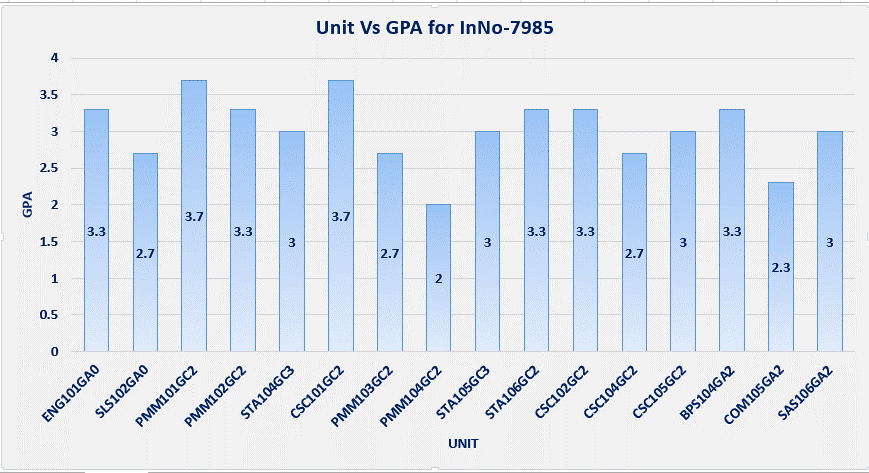 Unit Vs GPA for InNo-7985
4
3.5
3
2.5
2
1.5
1
0.5
0
GPA
3.3
2.7
3.7
3.3
3
3.7
2.7
2
3
3.3
3.3
2.7
3
3.3
2.3
3
ENG101GA0
SLS102GA0
PMM101GC2
PMM102GC2
STA104GC3
CSC101GC2
PMM103GC2
PMM104GC2
STA105GC3
STA106GC2
CSC102GC2
CSC104GC2
CSC105GC2
BPS104GA2
COM105GA2
SAS106GA2
UNIT